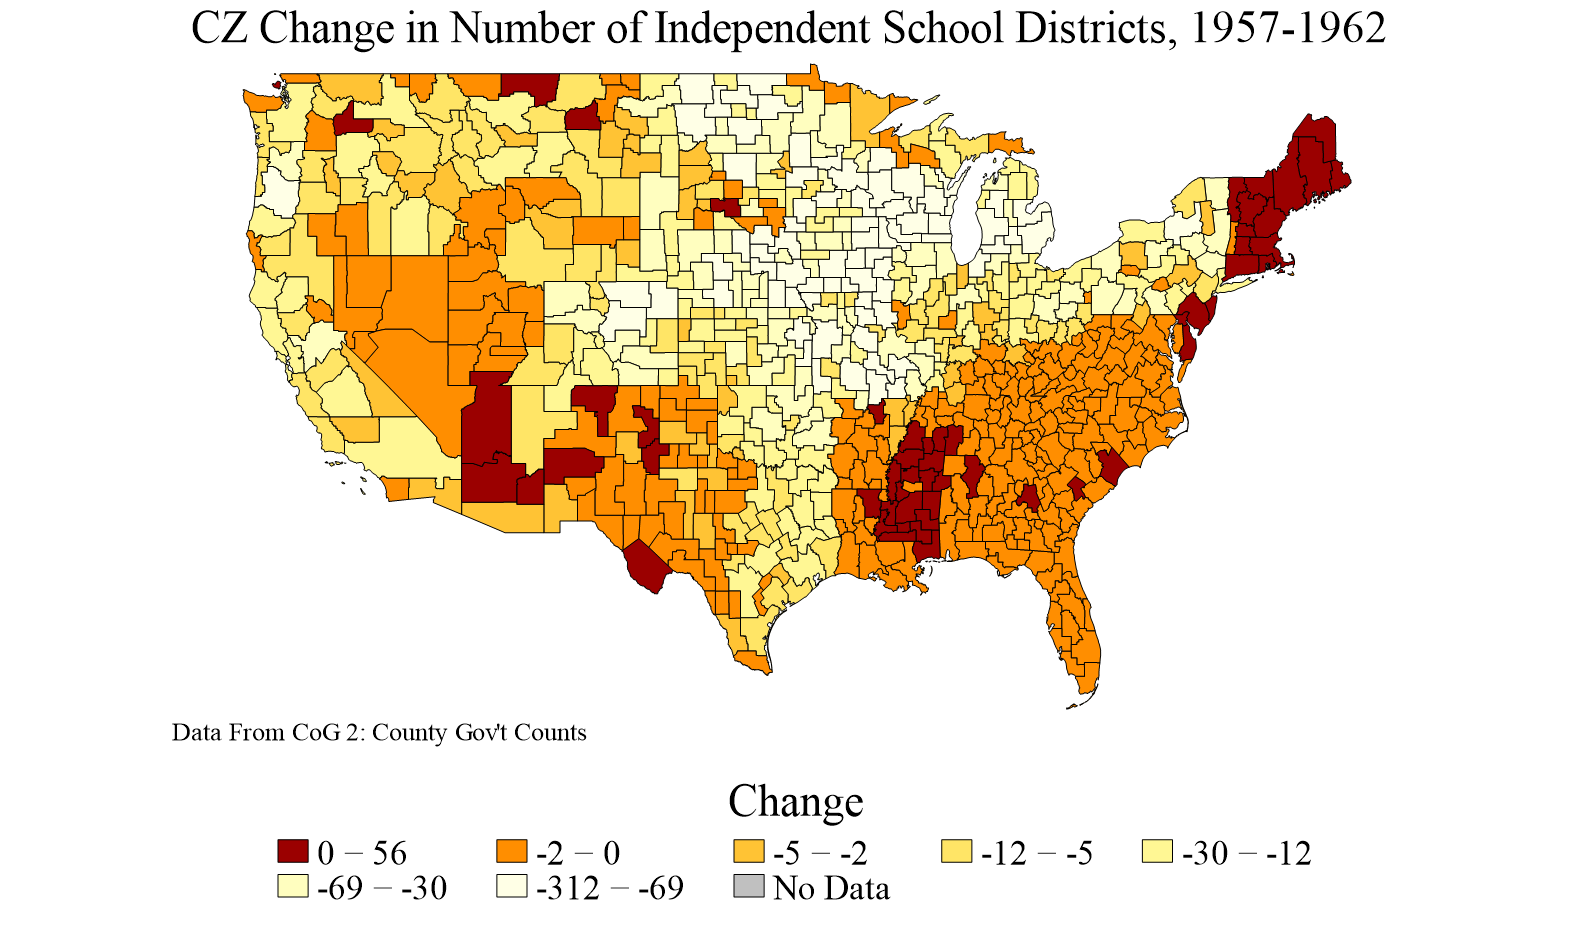 CZ Change in Number of Independent School Districts, 1957-1962
Data From CoG 2: County Gov't Counts
Change
0 − 56
-2 − 0
-5 − -2
-12 − -5
-30 − -12
-69 − -30
-312 − -69
No Data